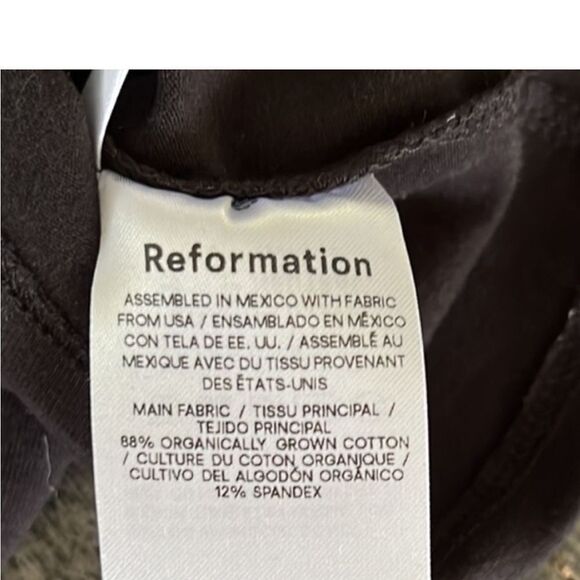 Reformation
ASSEMBLED IN MEXICO WITH FABRIC
FROM USA / ENSAMBLADO EN MÉXICO
CON TELA DE EE. UU. / ASSEMBLÉ AU
MEXIQUE AVEC DU TISSU PROVENANT
DES ÉTATS-UNIS
MAIN FABRIC / TISSU PRINCIPAL /
TEJIDO PRINCIPAL
88% ORGANICALLY GROWN COTTON
/ CULTURE DU COTON ORGANIQUE /
CULTIVO DEL ALGODÓN ORGÁNICO
12% SPANDEX